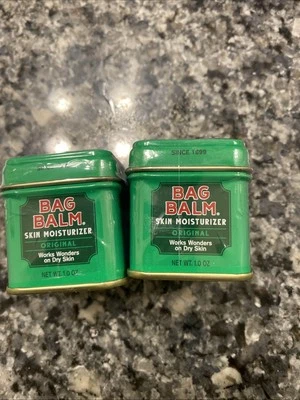 BAG
BALM®
SKIN MOISTURIZER
ORIGINAL
Works Wonders
on Dry Skin
NET WT. 1.0 OZ
SINCE 1899
BAG
BALM®
SKIN MOISTURIZER
ORIGINAL
Works Wonders
on Dry Skin
NET WT. 1.0 OZ